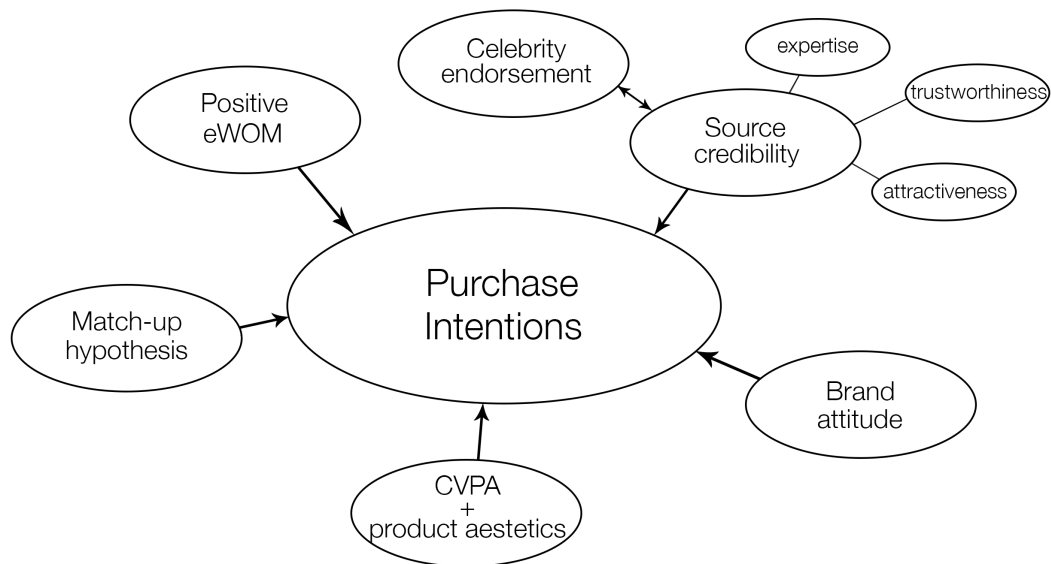 Celebrity
endorsement
expertise
trustworthiness
Positive
eWOM
Source
credibility
attractiveness
Purchase
Intentions
Match-up
hypothesis
Brand
attitude
CVPA
+
product aestetics